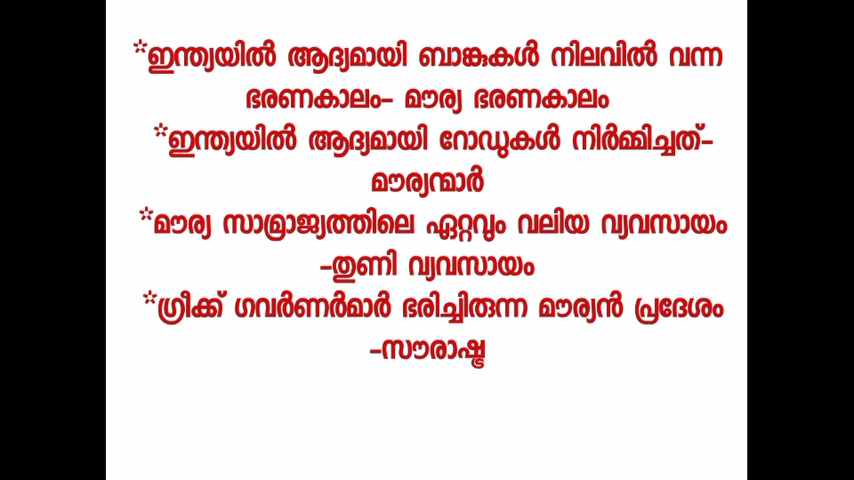 *ഇന്ത്യയിൽ ആദ്യമായി ബാങ്കുകൾ നിലവിൽ വന്ന
ഭരണകാലം- മൗര്യ ഭരണകാലം
*ഇന്ത്യയിൽ ആദ്യമായി റോഡുകൾ നിർമ്മിച്ചത്-
മൗര്യന്മാർ
*മൗര്യ സാമ്രാജ്യത്തിലെ ഏറ്റവും വലിയ വ്യവസായം
-തുണി വ്യവസായം
*ഗ്രീക്ക് ഗവർണർമാർ ഭരിച്ചിരുന്ന മൗര്യൻ പ്രദേശം
-സൗരാഷ്ട്ര